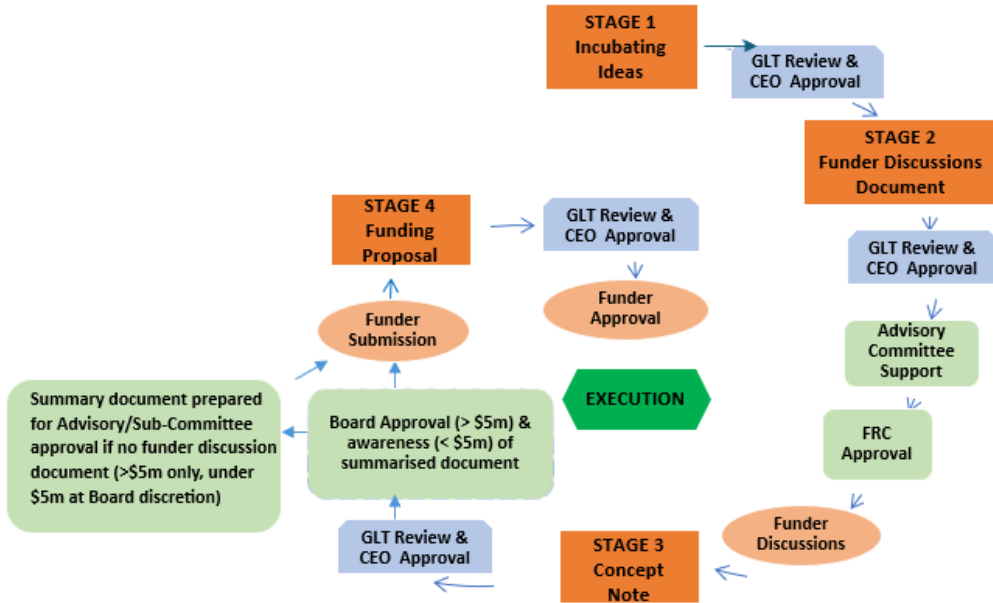 STAGE 1
Incubating
Ideas
GLT Review &
CEO Approval
STAGE 2
Funder Discussions
Document
GLT Review &
CEO Approval
Advisory
Committee
Support
FRC
Approval
Funder
Discussions
STAGE 3
Concept
Note
GLT Review &
CEO Approval
Board Approval (> $5m) &
awareness (< $5m) of
summarised document
Summary document prepared
for Advisory/Sub-Committee
approval if no funder discussion
document (>$5m only, under
$5m at Board discretion)
Funder
Submission
STAGE 4
Funding
Proposal
GLT Review &
CEO Approval
Funder
Approval
EXECUTION